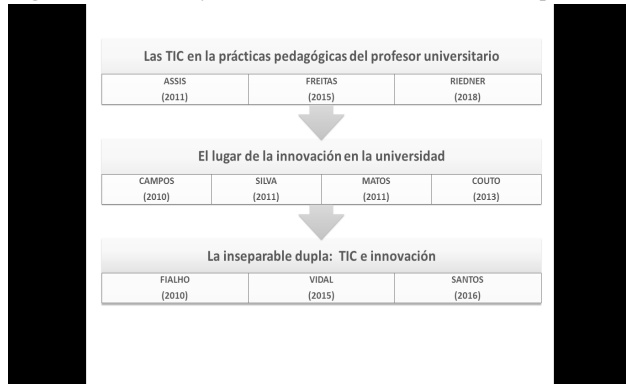 Las TIC en la prácticas pedagógicas del profesor universitario
ASSIS FREITAS RIEDNER
(2011) (2015) (2018)
El lugar de la innovación en la universidad
CAMPOS SILVA MATOS COUTO
(2010) (2011) (2011) (2013)
La inseparable dupla: TIC e innovación
FIALHO VIDAL SANTOS
(2010) (2015) (2016)